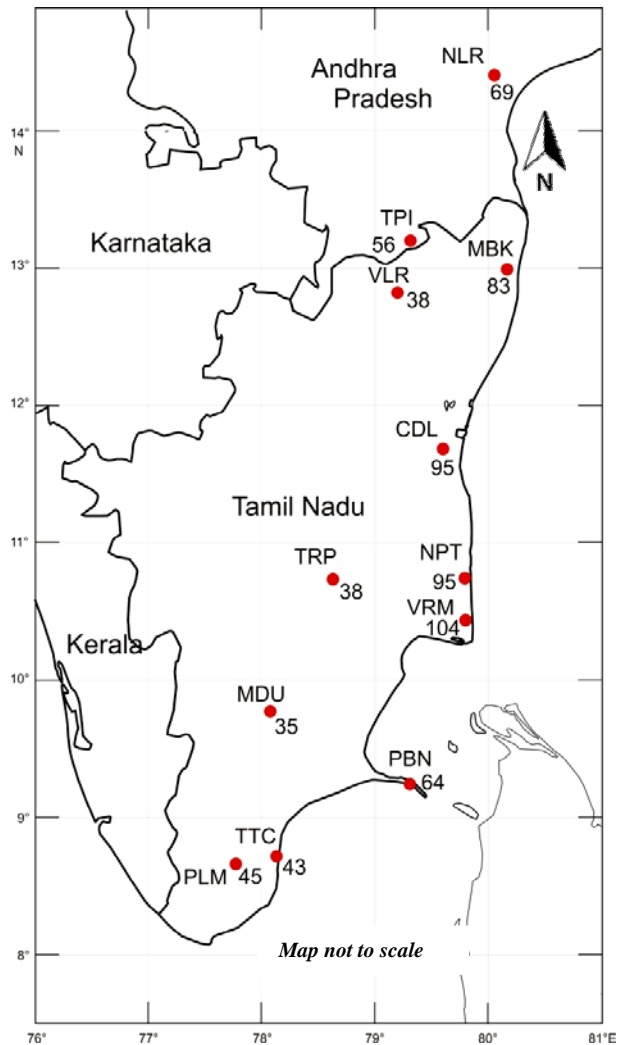 NLR
69
Andhra
Pradesh
14°
N
N
TPI
56
Karnataka
MBK
83
13°
VLR
38
12°
CDL
95
Tamil Nadu
11°
TRP
38
NPT
95
VRM
104
Kerala
10°
MDU
35
PBN
64
9°
TTC
43
PLM
45
8°
Map not to scale
76°
77°
78°
79°
80°
81°E